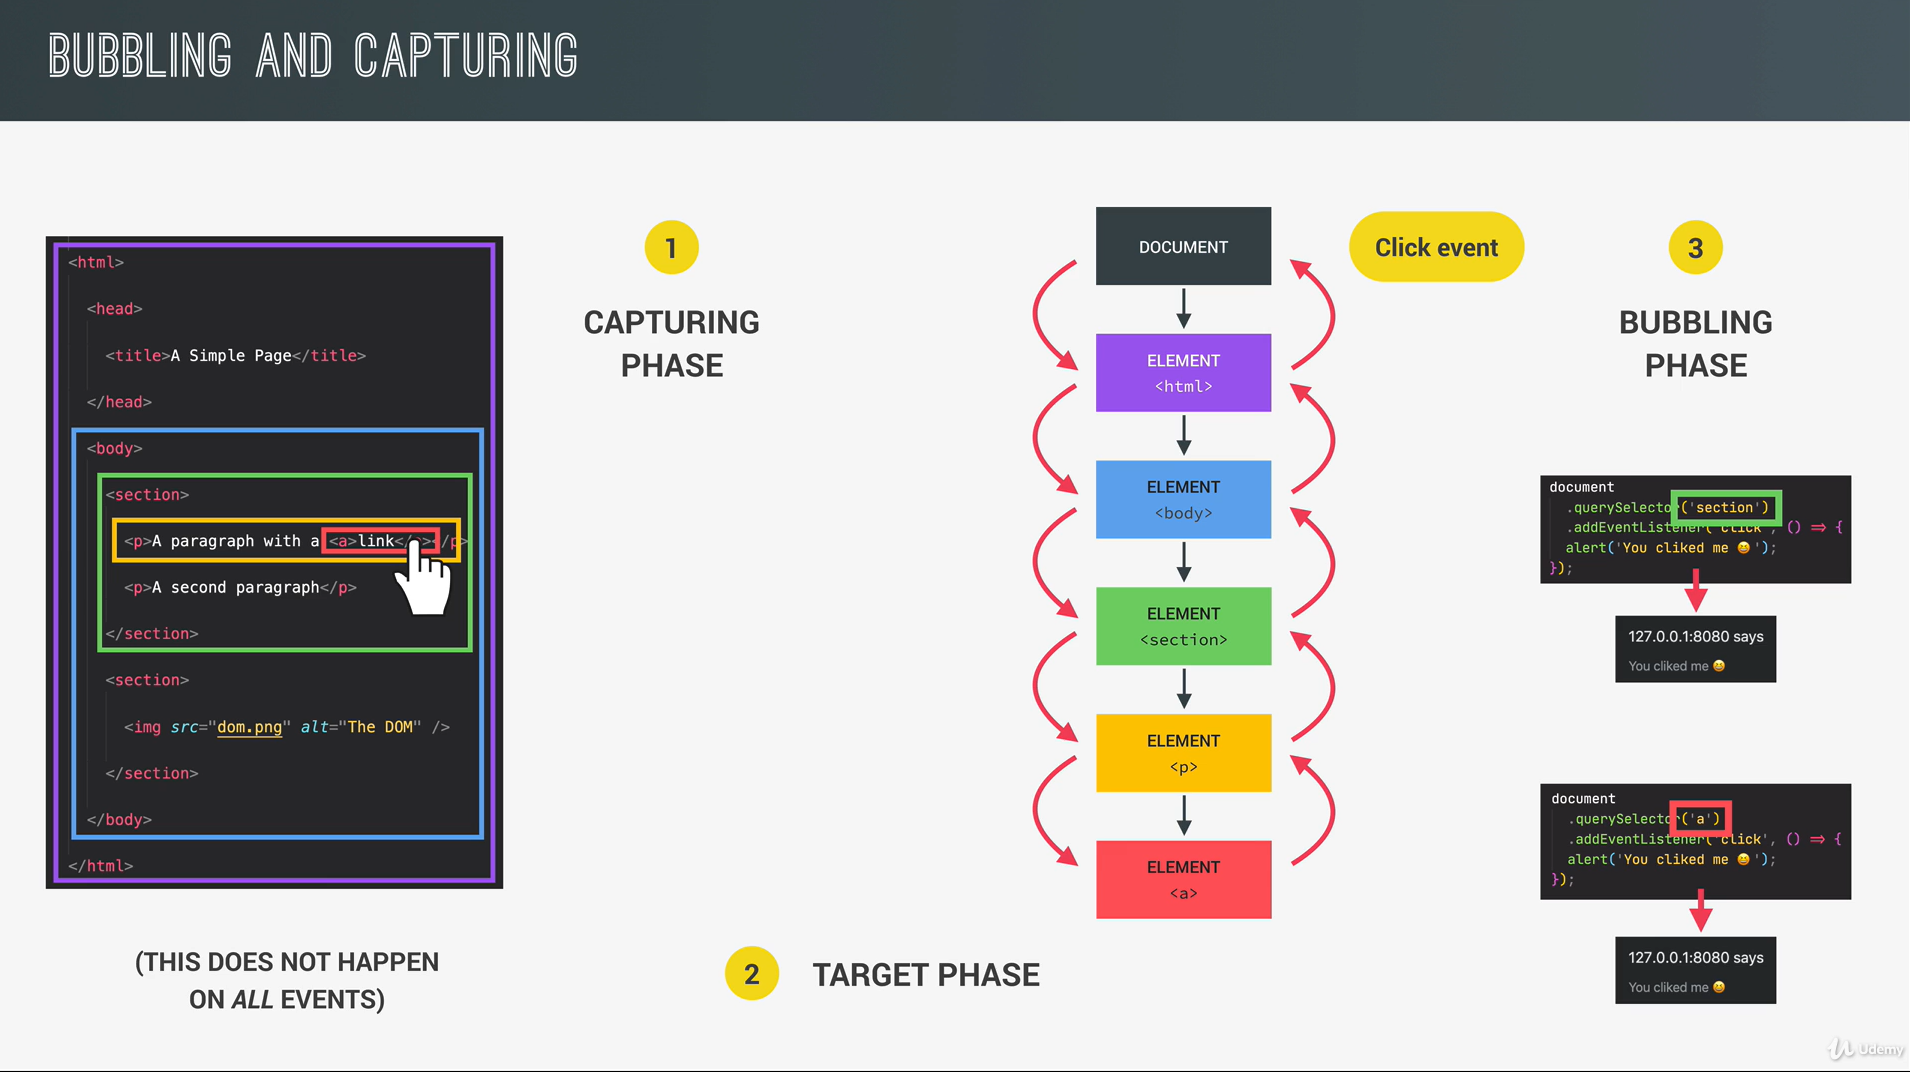 BUBBLING AND CAPTURING
<html>
<head>
<title>A Simple Page</title>
</head>
<body>
<section>
<p>A paragraph with a <a>link</a></p>
<p>A second paragraph</p>
</section>
<section>
<img src="dom.png" alt="The DOM" />
</section>
</body>
</html>
(THIS DOES NOT HAPPEN
ON ALL EVENTS)
1
CAPTURING
PHASE
2
TARGET PHASE
DOCUMENT
ELEMENT
<html>
ELEMENT
<body>
ELEMENT
<section>
ELEMENT
<p>
ELEMENT
<a>
Click event
3
BUBBLING
PHASE
document
.querySelector('section')
.addEventListener('click', () => {
alert('You cliked me 😆');
});
127.0.0.1:8080 says
You cliked me 😆
document
.querySelector('a')
.addEventListener('click', () => {
alert('You cliked me 😆');
});
127.0.0.1:8080 says
You cliked me 😆
Udemy